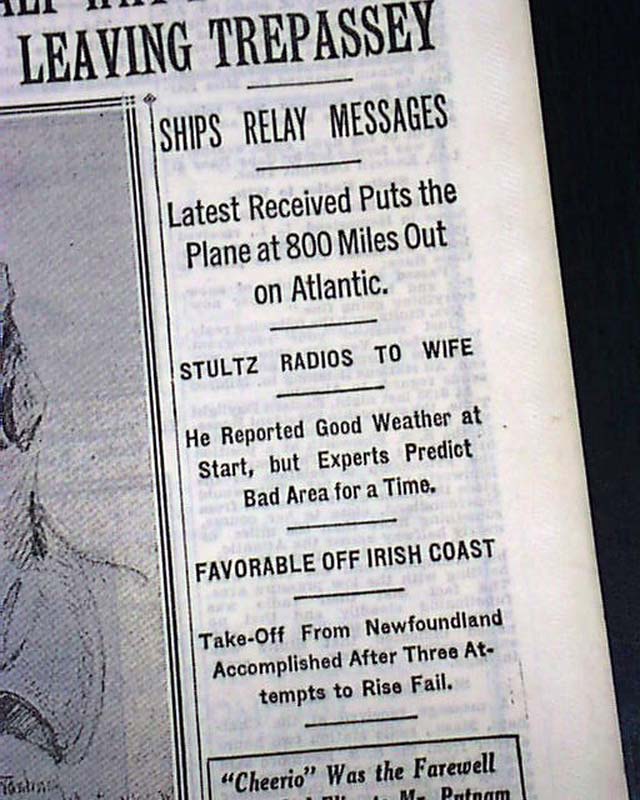 LEAVING TREPASSEY
SHIPS RELAY MESSAGES
Latest Received Puts the
Plane at 800 Miles Out
on Atlantic.
STULTZ RADIOS TO WIFE
He Reported Good Weather at
Start, but Experts Predict
Bad Area for a Time.
FAVORABLE OFF IRISH COAST
Take-Off From Newfoundland
Accomplished After Three At-
tempts to Rise Fail.
"Cheerio" Was the Farewell
Putnam